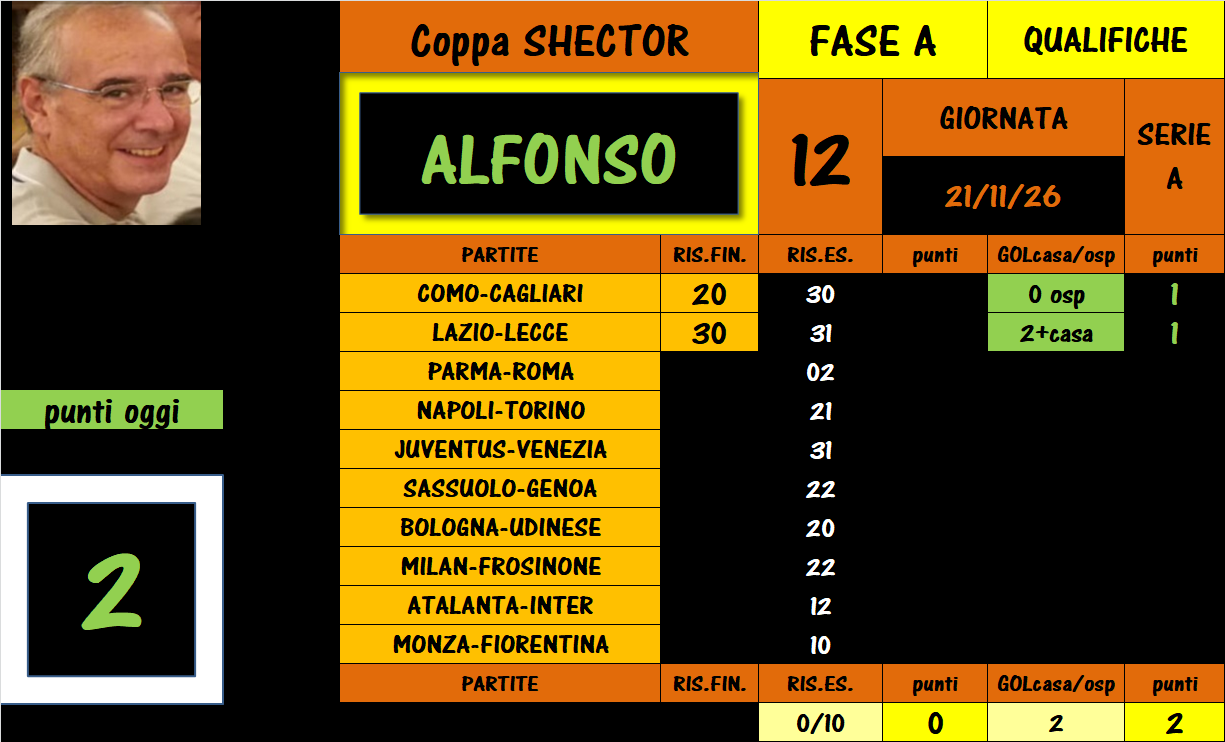 Coppa SHECTOR FASE A QUALIFICHE
ALFONSO 12 GIORNATA SERIE A
21/11/26
PARTITE RIS.FIN. RIS.ES. punti GOLcasa/osp punti
COMO-CAGLIARI 20 30 0 osp 1
LAZIO-LECCE 30 31 2+casa 1
PARMA-ROMA 02
punti oggi
NAPOLI-TORINO 21
JUVENTUS-VENEZIA 31
SASSUOLO-GENOA 22
BOLOGNA-UDINESE 20
MILAN-FROSINONE 22
2
ATALANTA-INTER 12
MONZA-FIORENTINA 10
PARTITE RIS.FIN. RIS.ES. punti GOLcasa/osp punti
0/10 0 2 2